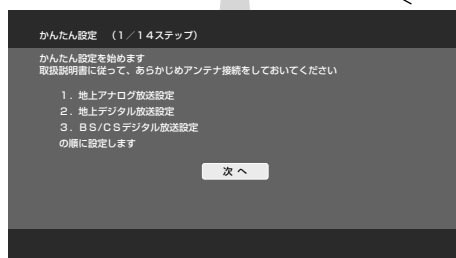 かんたん設定　（1／14ステップ）
かんたん設定を始めます
取扱説明書に従って、あらかじめアンテナ接続をしておいてください
1．地上アナログ放送設定
2．地上デジタル放送設定
3．BS/CSデジタル放送設定
の順に設定します
次 へ